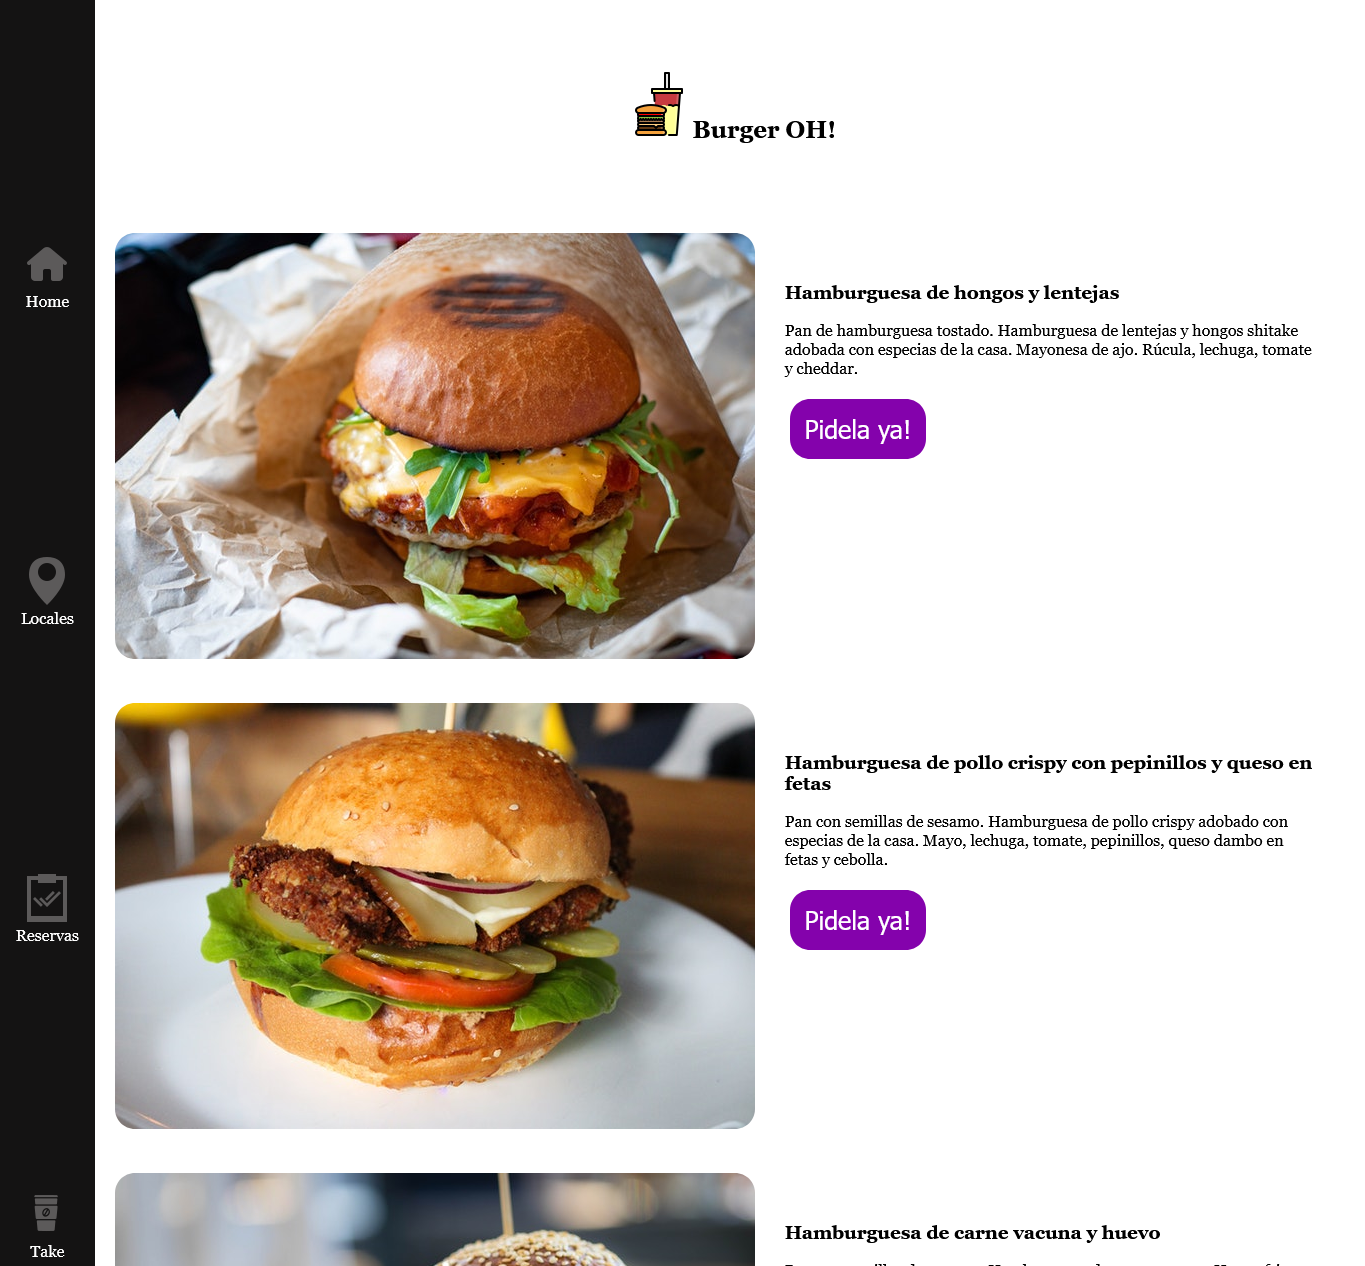 Burger OH!
Home
Locales
Reservas
Take
Hamburguesa de hongos y lentejas
Pan de hamburguesa tostado. Hamburguesa de lentejas y hongos shitake
adobada con especias de la casa. Mayonesa de ajo. Rúcula, lechuga, tomate
y cheddar.
Pidela ya!
Hamburguesa de pollo crispy con pepinillos y queso en
fetas
Pan con semillas de sesamo. Hamburguesa de pollo crispy adobado con
especias de la casa. Mayo, lechuga, tomate, pepinillos, queso dambo en
fetas y cebolla.
Pidela ya!
Hamburguesa de carne vacuna y huevo